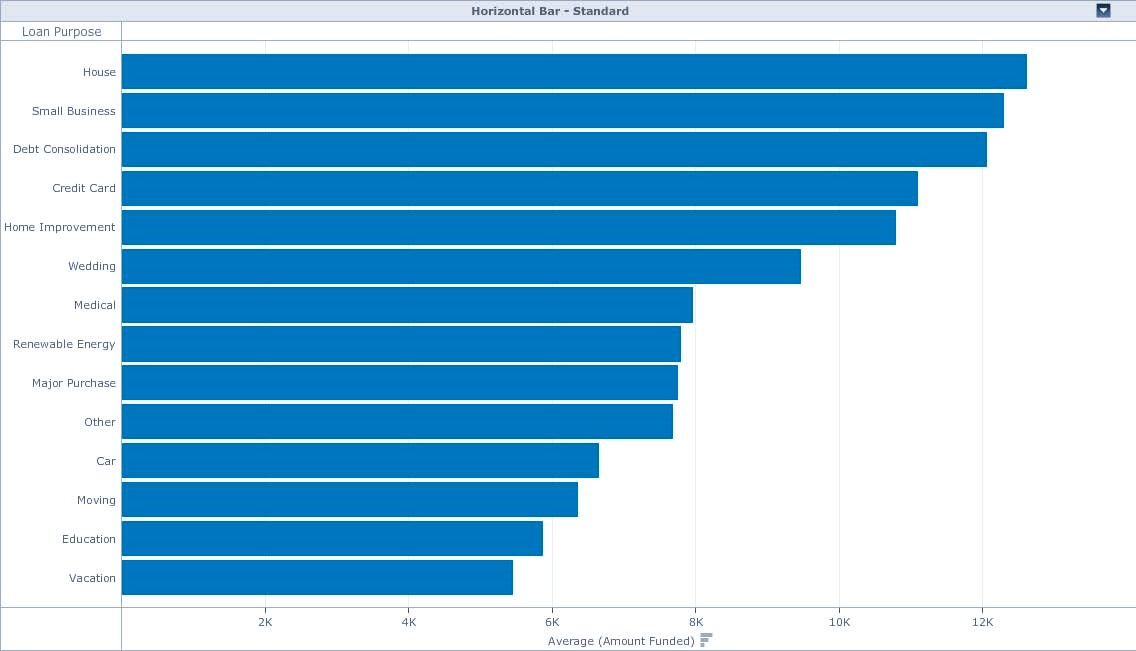 Horizontal Bar - Standard
Loan Purpose
House
Small Business
Debt Consolidation
Credit Card
Home Improvement
Wedding
Medical
Renewable Energy
Major Purchase
Other
Car
Moving
Education
Vacation
2K 4K 6K 8K 10K 12K
Average (Amount Funded)